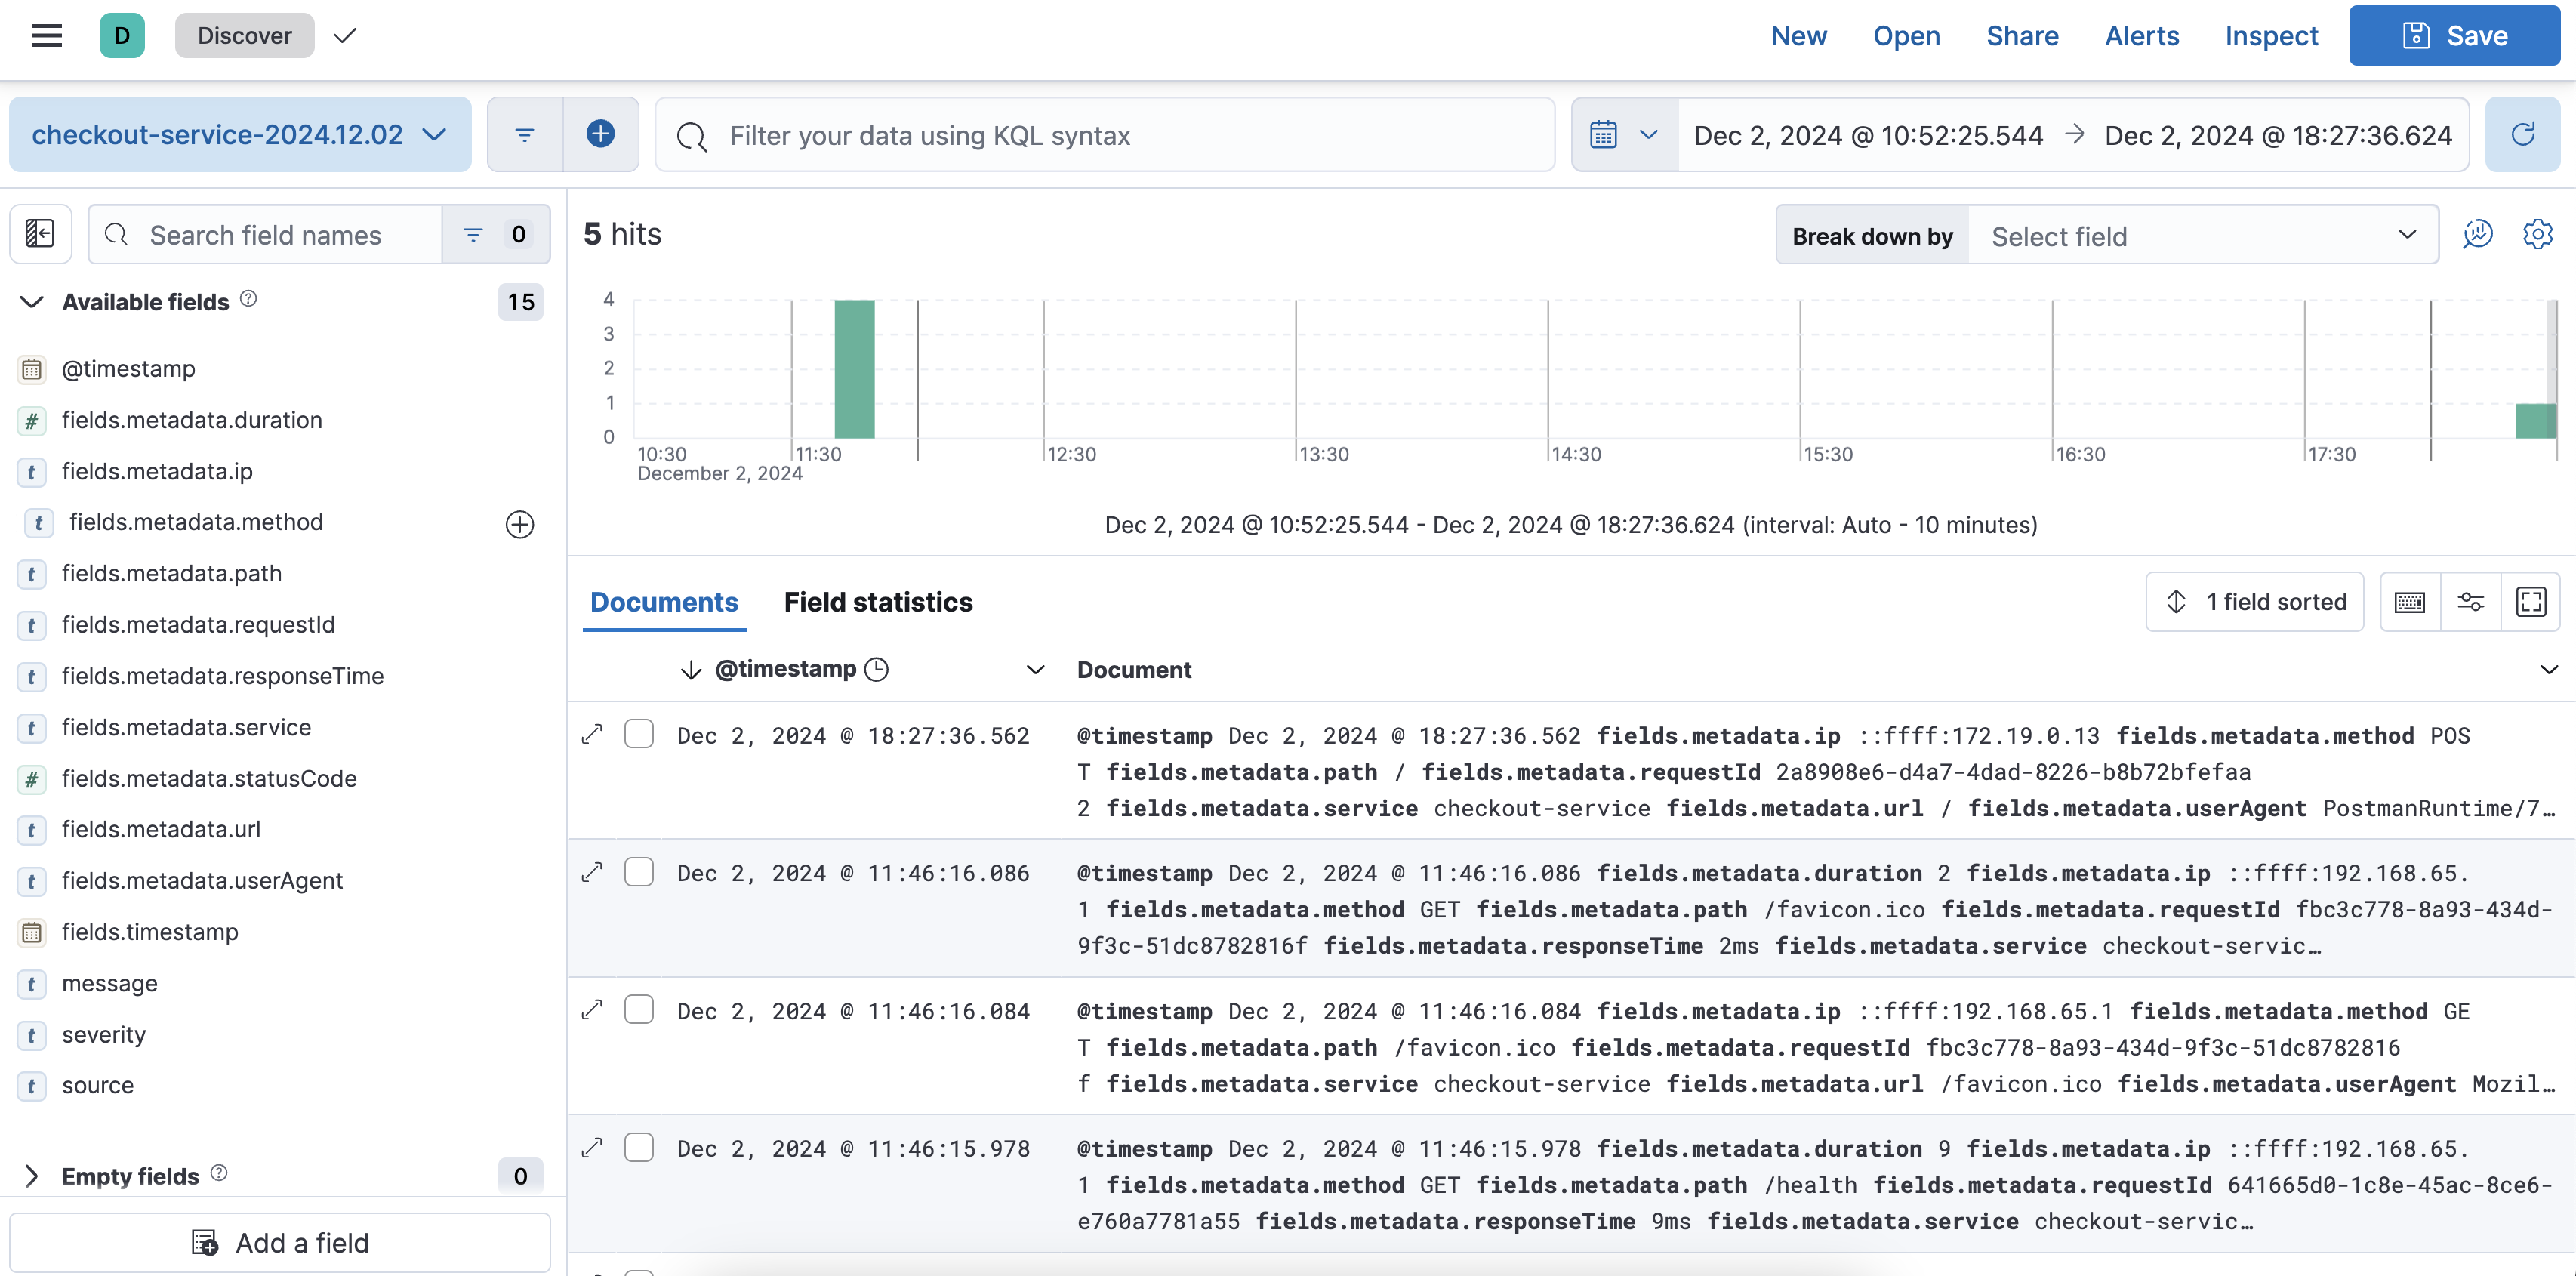 D Discover New Open Share Alerts Inspect Save
checkout-service-2024.12.02 Filter your data using KQL syntax Dec 2, 2024 @ 10:52:25.544 → Dec 2, 2024 @ 18:27:36.624
Search field names 0
Available fields 15
@timestamp
# fields.metadata.duration
t fields.metadata.ip
t fields.metadata.method
t fields.metadata.path
t fields.metadata.requestId
t fields.metadata.responseTime
t fields.metadata.service
# fields.metadata.statusCode
t fields.metadata.url
t fields.metadata.userAgent
fields.timestamp
t message
t severity
t source
Empty fields 0
Add a field
5 hits Break down by Select field
4
3
2
1
0
10:30 11:30 12:30 13:30 14:30 15:30 16:30 17:30
December 2, 2024
Dec 2, 2024 @ 10:52:25.544 - Dec 2, 2024 @ 18:27:36.624 (interval: Auto - 10 minutes)
Documents Field statistics 1 field sorted
@timestamp Document
Dec 2, 2024 @ 18:27:36.562 @timestamp Dec 2, 2024 @ 18:27:36.562 fields.metadata.ip ::ffff:172.19.0.13 fields.metadata.method POS
T fields.metadata.path / fields.metadata.requestId 2a8908e6-d4a7-4dad-8226-b8b72bfefaa
2 fields.metadata.service checkout-service fields.metadata.url / fields.metadata.userAgent PostmanRuntime/7…
Dec 2, 2024 @ 11:46:16.086 @timestamp Dec 2, 2024 @ 11:46:16.086 fields.metadata.duration 2 fields.metadata.ip ::ffff:192.168.65.
1 fields.metadata.method GET fields.metadata.path /favicon.ico fields.metadata.requestId fbc3c778-8a93-434d-
9f3c-51dc8782816f fields.metadata.responseTime 2ms fields.metadata.service checkout-servic…
Dec 2, 2024 @ 11:46:16.084 @timestamp Dec 2, 2024 @ 11:46:16.084 fields.metadata.ip ::ffff:192.168.65.1 fields.metadata.method GE
T fields.metadata.path /favicon.ico fields.metadata.requestId fbc3c778-8a93-434d-9f3c-51dc8782816
f fields.metadata.service checkout-service fields.metadata.url /favicon.ico fields.metadata.userAgent Mozil…
Dec 2, 2024 @ 11:46:15.978 @timestamp Dec 2, 2024 @ 11:46:15.978 fields.metadata.duration 9 fields.metadata.ip ::ffff:192.168.65.
1 fields.metadata.method GET fields.metadata.path /health fields.metadata.requestId 641665d0-1c8e-45ac-8ce6-
e760a7781a55 fields.metadata.responseTime 9ms fields.metadata.service checkout-servic…